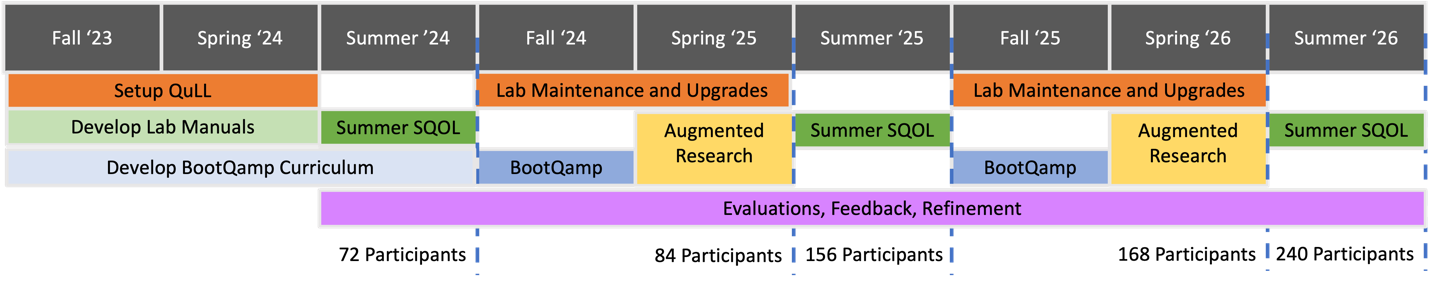 Fall ‘23
Spring ‘24
Summer ’24
Fall ‘24
Spring ‘25
Summer ‘25
Fall ‘25
Spring ‘26
Summer ‘26
Setup QuLL
Lab Maintenance and Upgrades
Lab Maintenance and Upgrades
Develop Lab Manuals
Summer SQOL
Augmented
Research
Summer SQOL
Augmented
Research
Summer SQOL
Develop BootQamp Curriculum
BootQamp
BootQamp
Evaluations, Feedback, Refinement
72 Participants
84 Participants
156 Participants
168 Participants
240 Participants